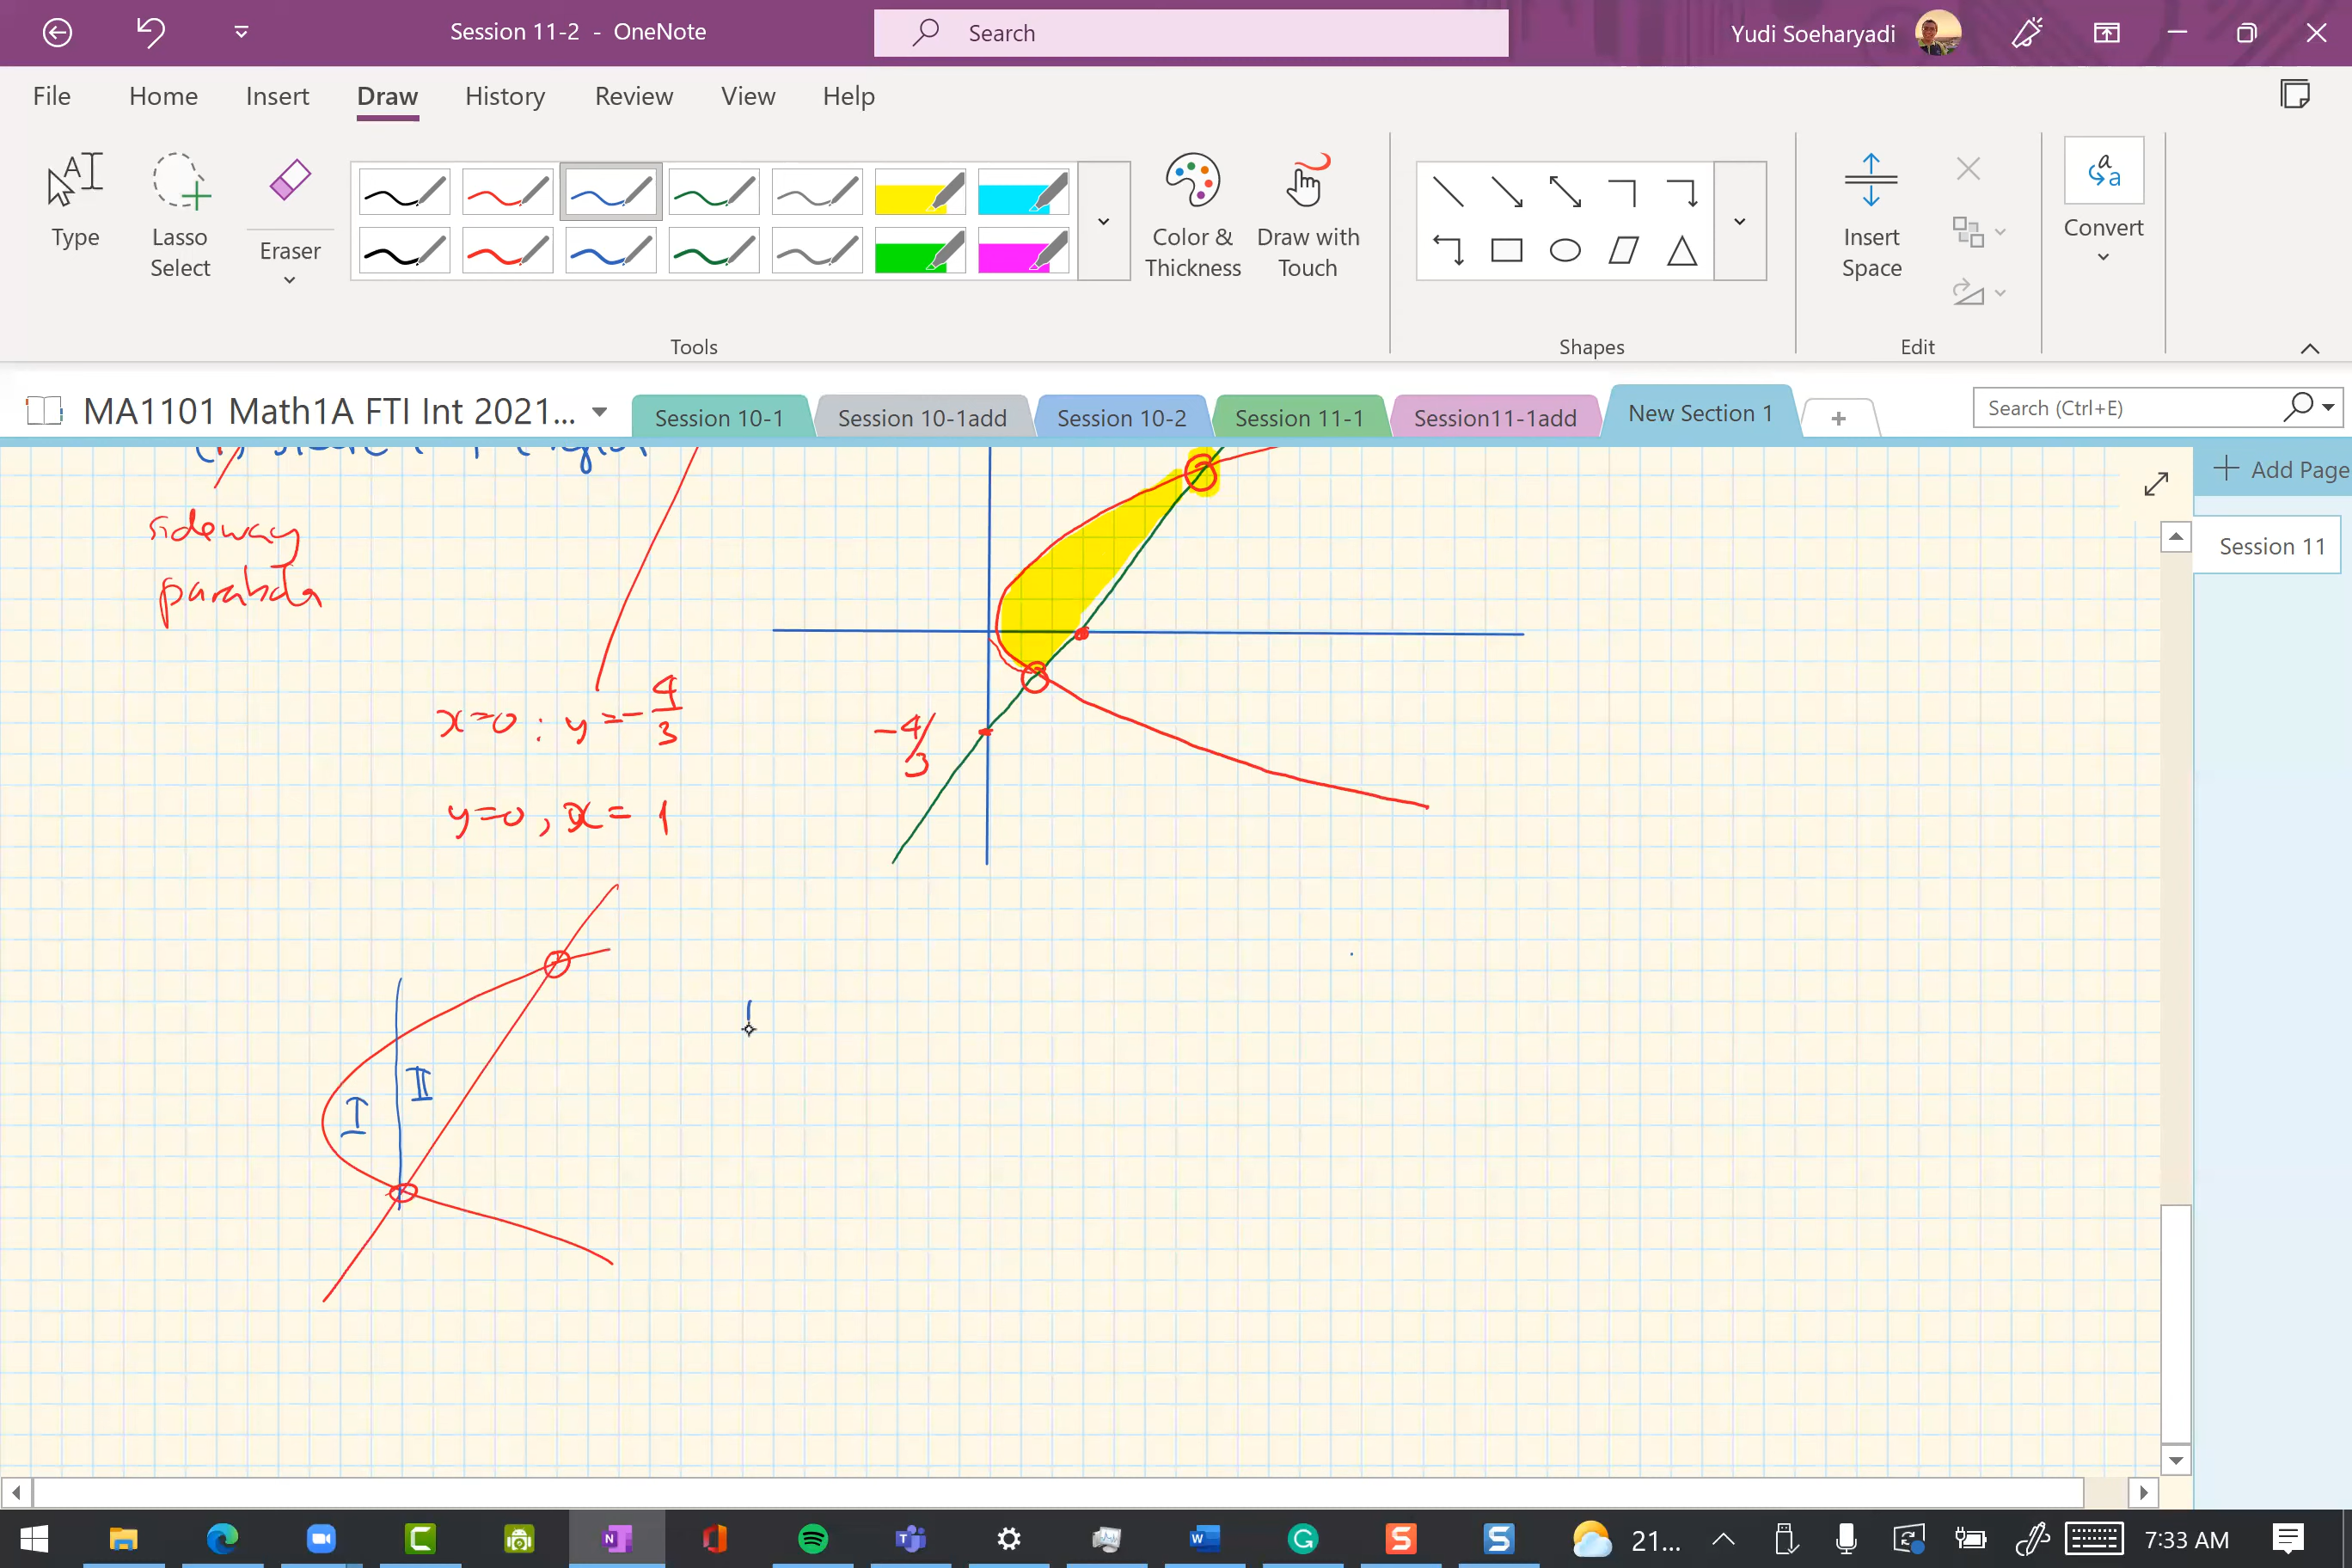 Session 11-2 - OneNote
Search
Yudi Soeharyadi
File Home Insert Draw History Review View Help
Type
Lasso Select
Eraser
Color & Thickness
Draw with Touch
Insert Space
Convert
Tools
Shapes
Edit
MA1101 Math1A FTI Int 2021...
Session 10-1
Session 10-1add
Session 10-2
Session 11-1
Session11-1add
New Section 1
Search (Ctrl+E)
Add Page
Session 11
sideway
parabola
x=0 : y=-4/3
y=0, x= 1
-4/3
I
II
21...
7:33 AM